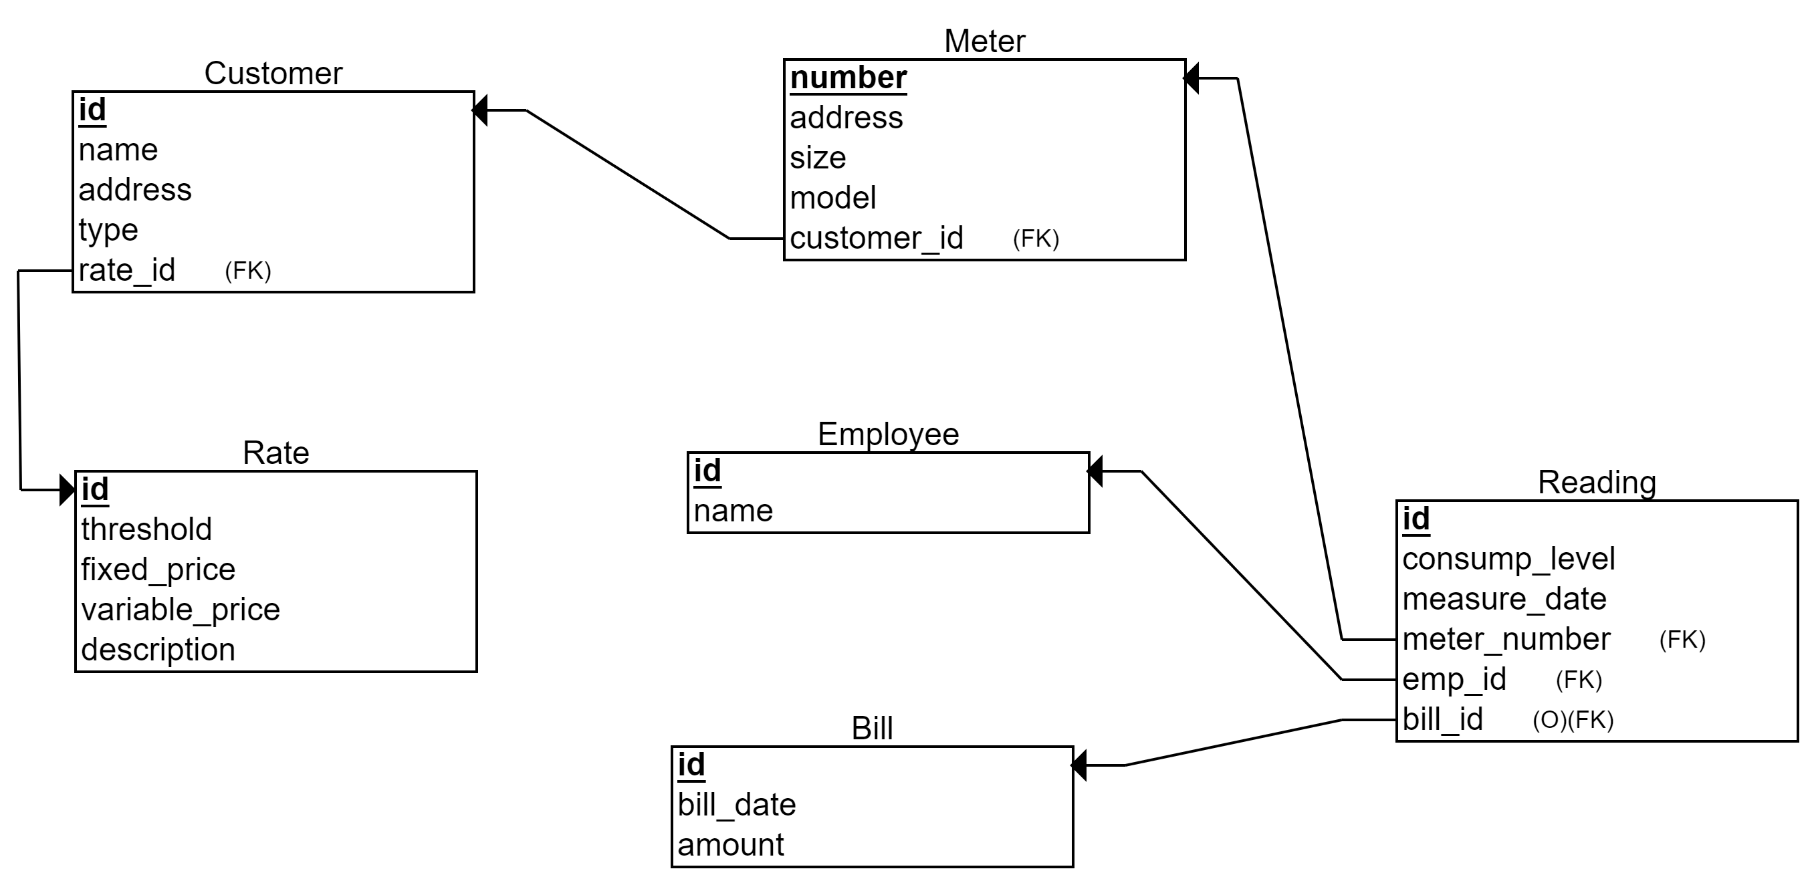 Customer
id
name
address
type
rate_id (FK)
Meter
number
address
size
model
customer_id (FK)
Rate
id
threshold
fixed_price
variable_price
description
Employee
id
name
Reading
id
consump_level
measure_date
meter_number (FK)
emp_id (FK)
bill_id (O)(FK)
Bill
id
bill_date
amount